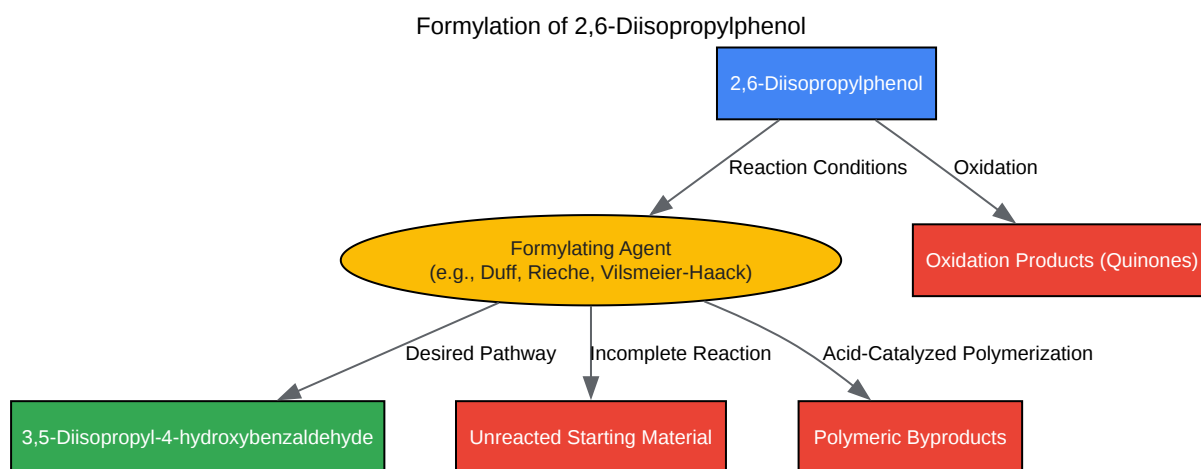 Formylation of 2,6-Diisopropylphenol
2,6-Diisopropylphenol
Reaction Conditions
Oxidation
Formylating Agent
(e.g., Duff, Rieche, Vilsmeier-Haack)
Oxidation Products (Quinones)
Desired Pathway
Incomplete Reaction
Acid-Catalyzed Polymerization
3,5-Diisopropyl-4-hydroxybenzaldehyde
Unreacted Starting Material
Polymeric Byproducts